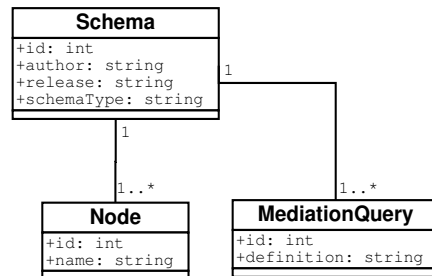 Schema
+id: int
+author: string
+release: string
+schemaType: string
1
1
1..*
1..*
Node
+id: int
+name: string
MediationQuery
+id: int
+definition: string